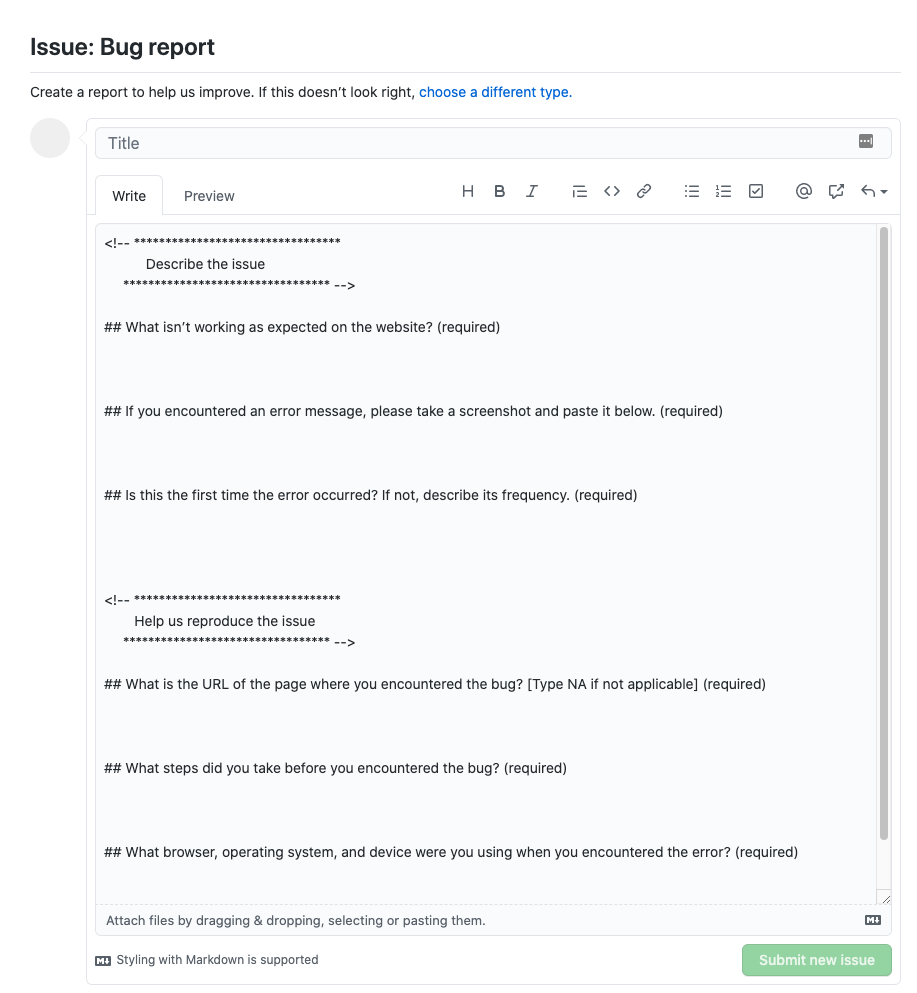 Issue: Bug report
Create a report to help us improve. If this doesn’t look right, choose a different type.
Title
Write Preview
<!-- *********************************
Describe the issue
********************************* -->
## What isn’t working as expected on the website? (required)
## If you encountered an error message, please take a screenshot and paste it below. (required)
## Is this the first time the error occurred? If not, describe its frequency. (required)
<!-- *********************************
Help us reproduce the issue
********************************* -->
## What is the URL of the page where you encountered the bug? [Type NA if not applicable] (required)
## What steps did you take before you encountered the bug? (required)
## What browser, operating system, and device were you using when you encountered the error? (required)
Attach files by dragging & dropping, selecting or pasting them.
Styling with Markdown is supported
Submit new issue